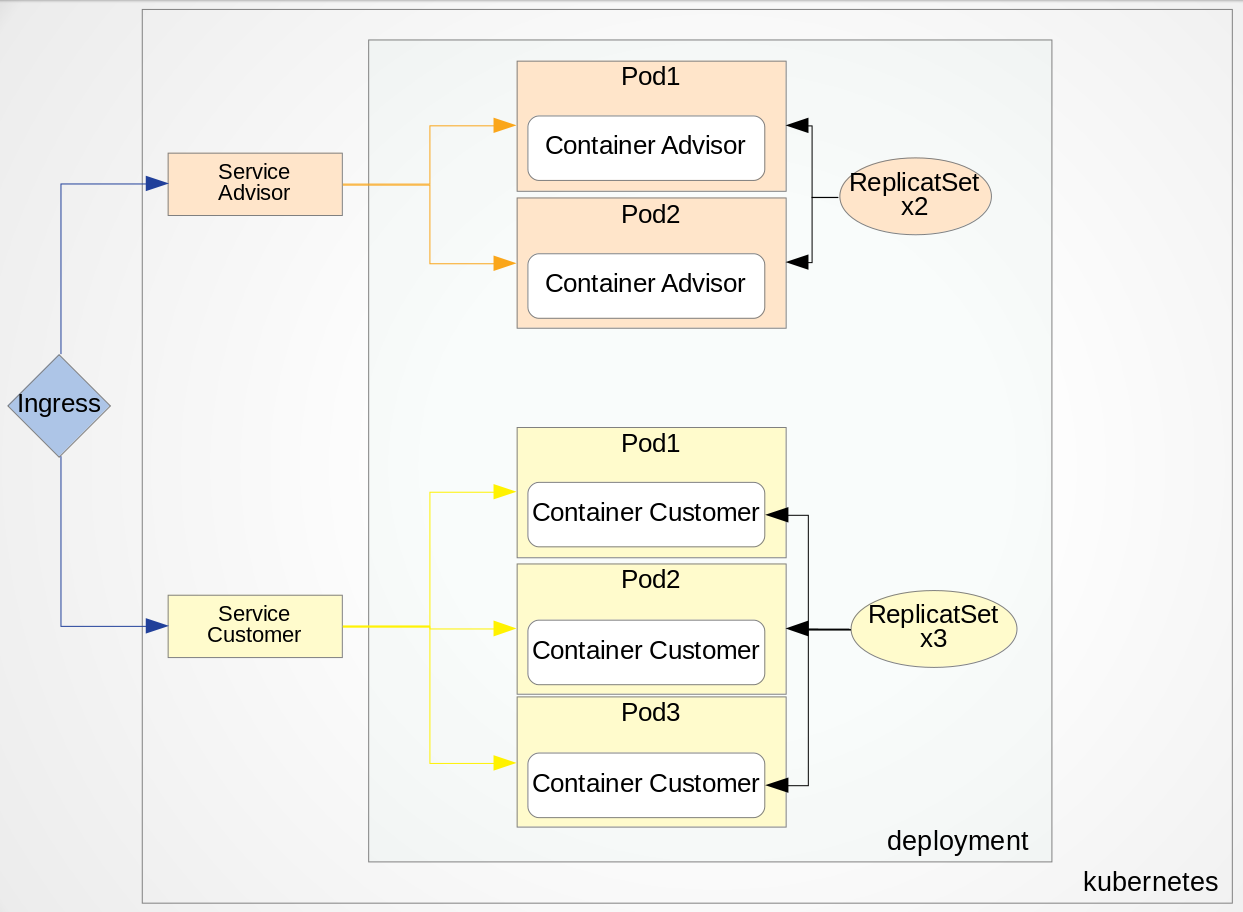 Pod1
Container Advisor
Service
Advisor
ReplicatSet
x2
Pod2
Container Advisor
Ingress
Pod1
Container Customer
Pod2
Container Customer
Service
Customer
ReplicatSet
x3
Pod3
Container Customer
deployment
kubernetes